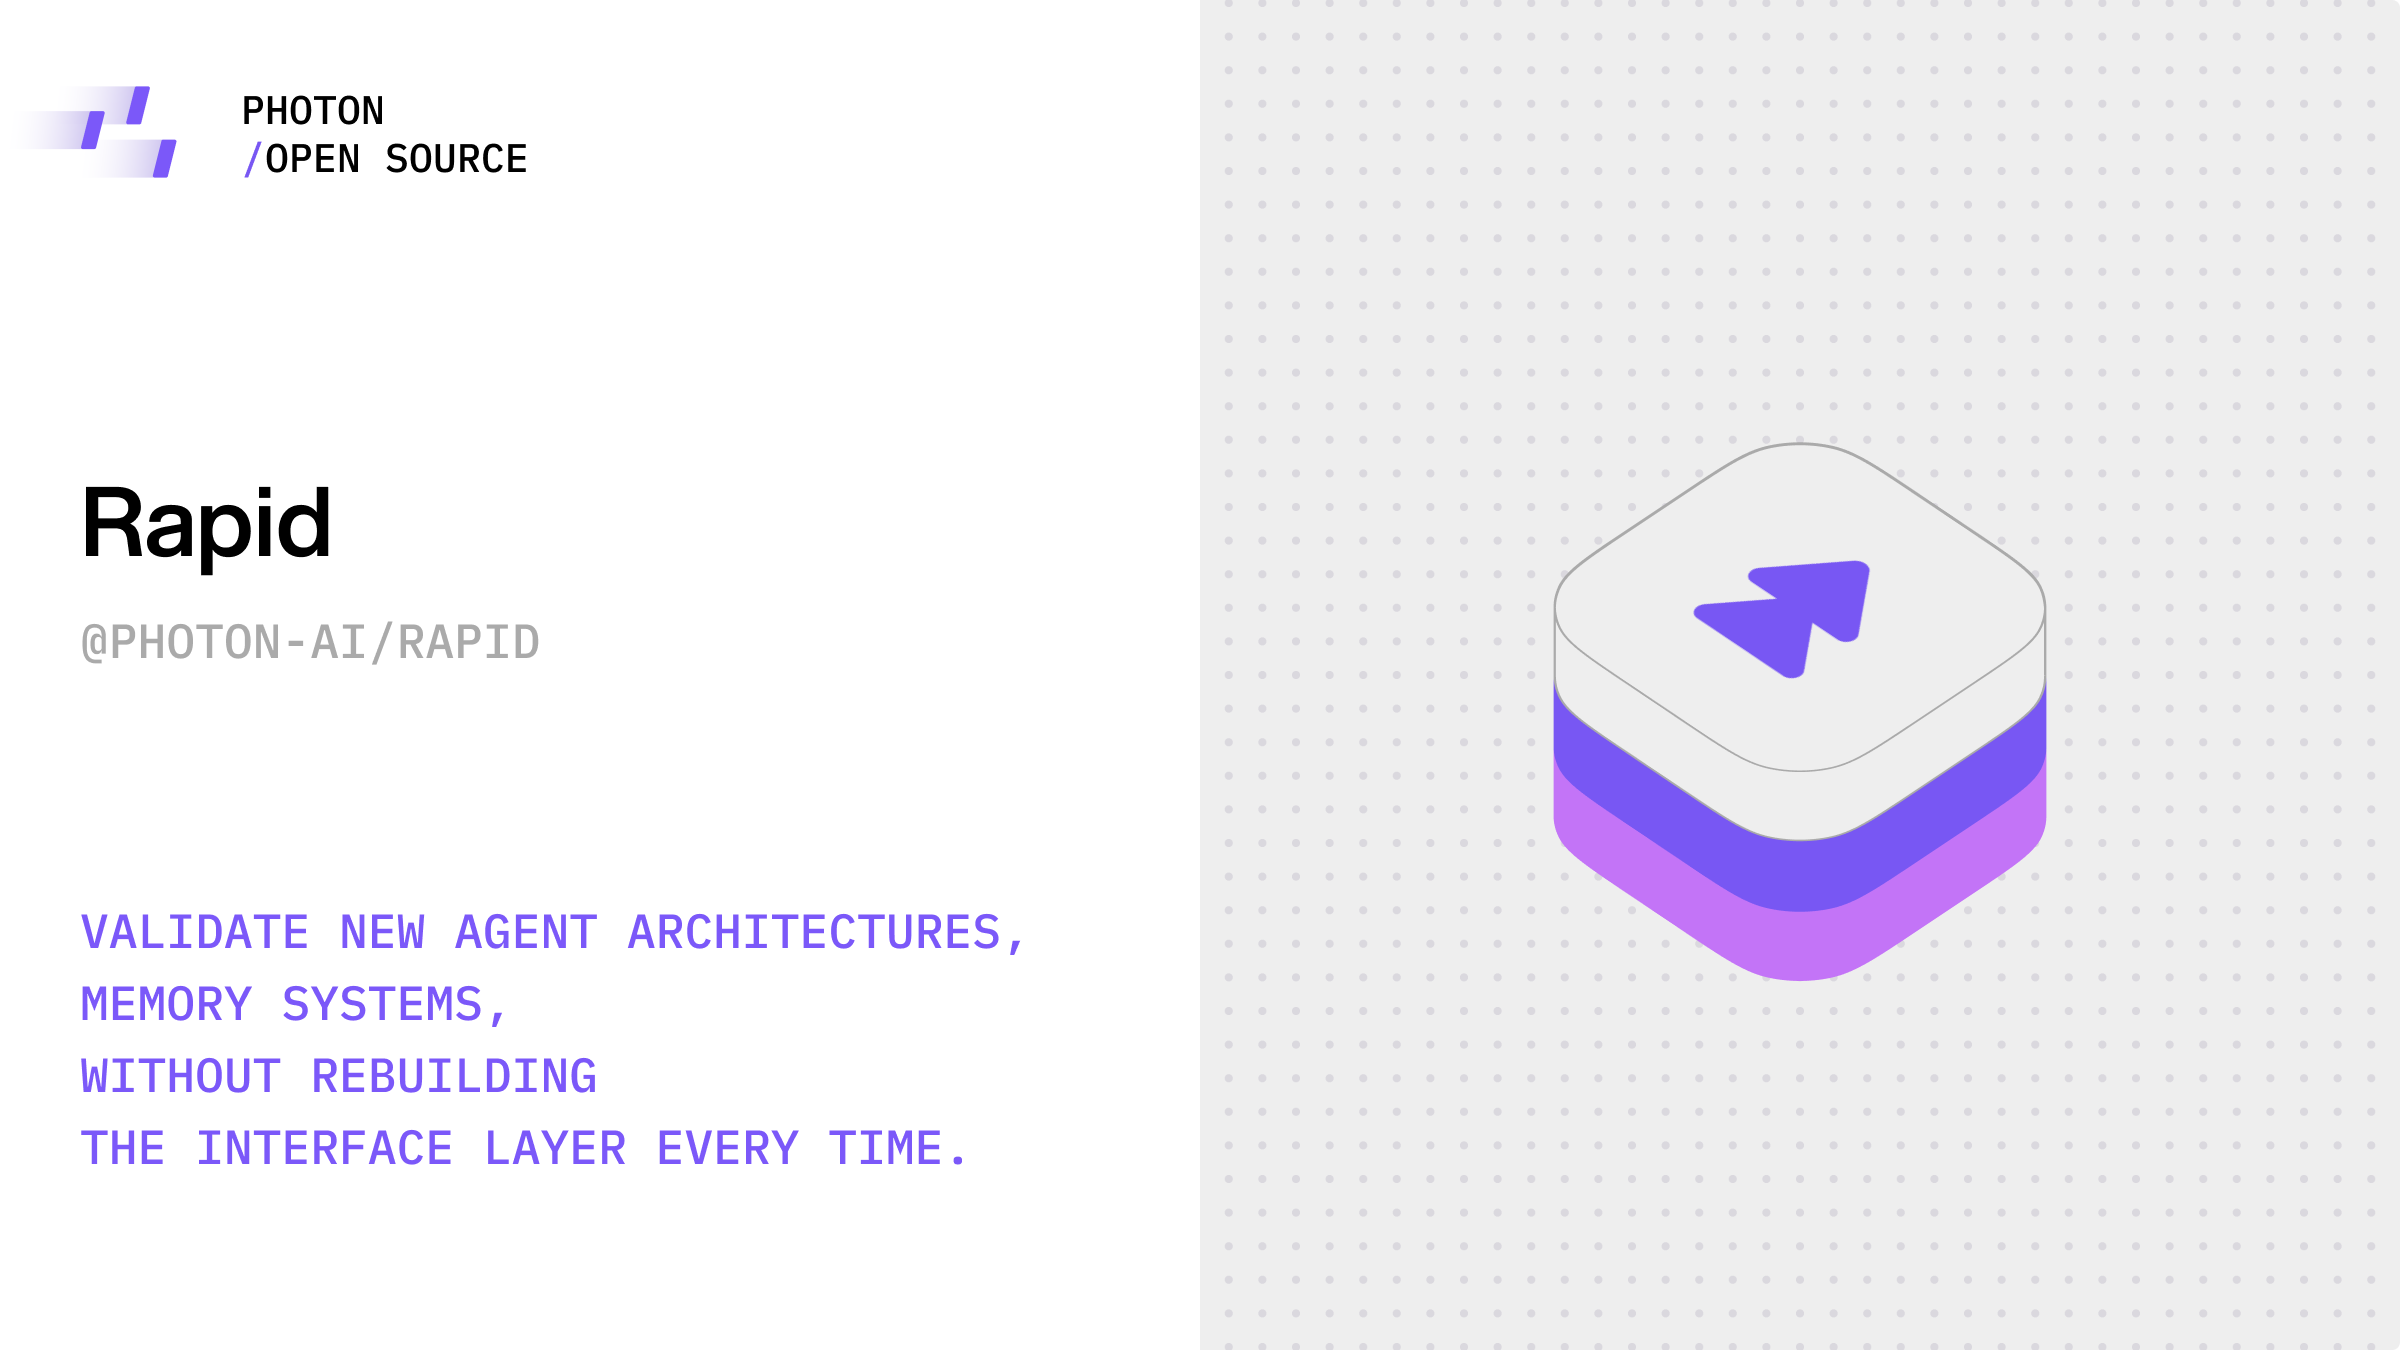 PHOTON
/OPEN SOURCE
Rapid
@PHOTON-AI/RAPID
VALIDATE NEW AGENT ARCHITECTURES,
MEMORY SYSTEMS,
WITHOUT REBUILDING
THE INTERFACE LAYER EVERY TIME.